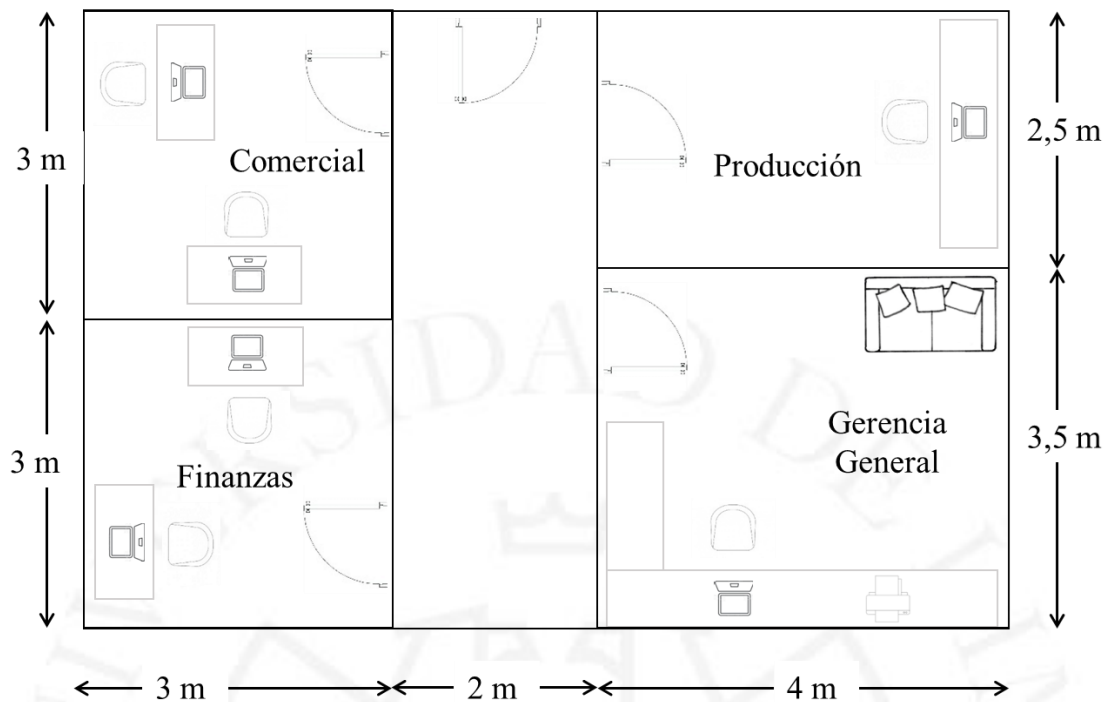 3 m
Comercial
Producción
2,5 m
3 m
Finanzas
Gerencia
General
3,5 m
3 m
2 m
4 m